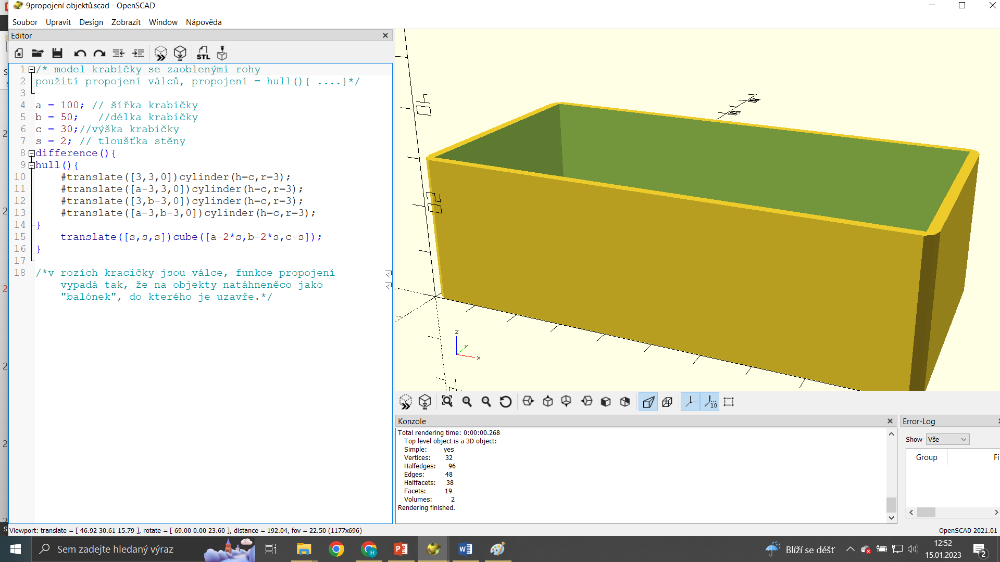 9propojení objektů.scad - OpenSCAD
Soubor Upravit Design Zobrazit Window Nápověda
Editor
STL
1 /* model krabičky se zaoblenými rohy
2 použití propojení válců, propojení = hull(){ ....}*/
3
4 a = 100; // šířka krabičky
5 b = 50; //délka krabičky
6 c = 30;//výška krabičky
7 s = 2; // tloušťka stěny
8 difference(){
9 hull(){
10 #translate([3,3,0])cylinder(h=c,r=3);
11 #translate([a-3,3,0])cylinder(h=c,r=3);
12 #translate([3,b-3,0])cylinder(h=c,r=3);
13 #translate([a-3,b-3,0])cylinder(h=c,r=3);
14 }
15 translate([s,s,s])cube([a-2*s,b-2*s,c-s]);
16 }
17
18 /*v rozích kracičky jsou válce, funkce propojení
vypadá tak, že na objekty natáhneněco jako
"balónek", do kterého je uzavře.*/
z
y
x
10
Konzole
Total rendering time: 0:00:00.268
Top level object is a 3D object:
Simple: yes
Vertices: 32
Halfedges: 96
Edges: 48
Halffacets: 38
Facets: 19
Volumes: 2
Rendering finished.
Error-Log
Show Vše
Group Fi
Viewport: translate = [ 46.92 30.61 15.79 ], rotate = [ 69.00 0.00 23.60 ], distance = 192.04, fov = 22.50 (1177x696)
OpenSCAD 2021.01
Sem zadejte hledaný výraz
Blíží se déšť
12:52
15.01.2023
2